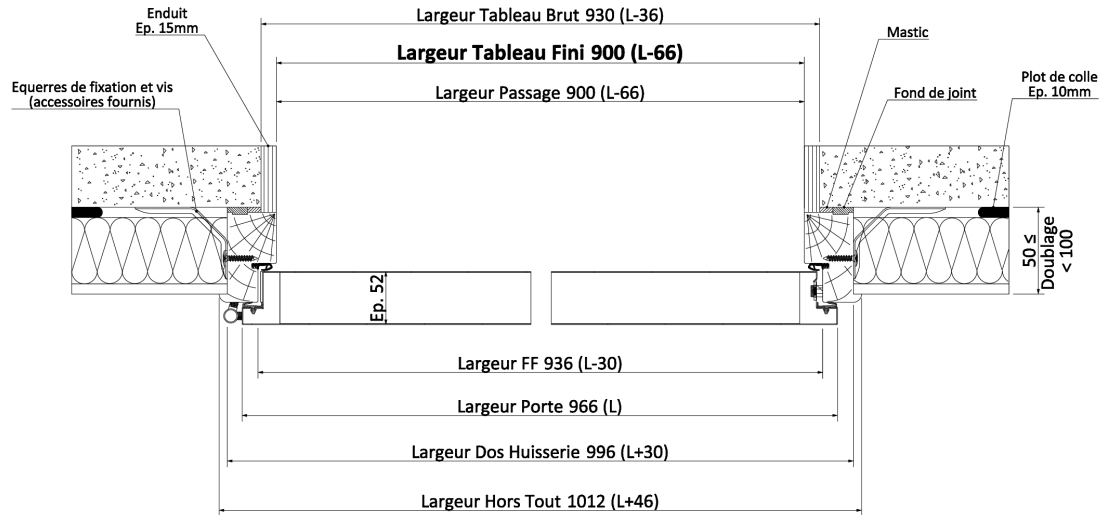 Largeur Tableau Brut 930 (L-36)
Enduit
Ep. 15mm
Mastic
Largeur Tableau Fini 900 (L-66)
Equerres de fixation et vis
(accessoires fournis)
Largeur Passage 900 (L-66)
Fond de joint
Plot de colle
Ep. 10mm
50 ≤
Doublage
< 100
Ep. 52
Largeur FF 936 (L-30)
Largeur Porte 966 (L)
Largeur Dos Huisserie 996 (L+30)
Largeur Hors Tout 1012 (L+46)